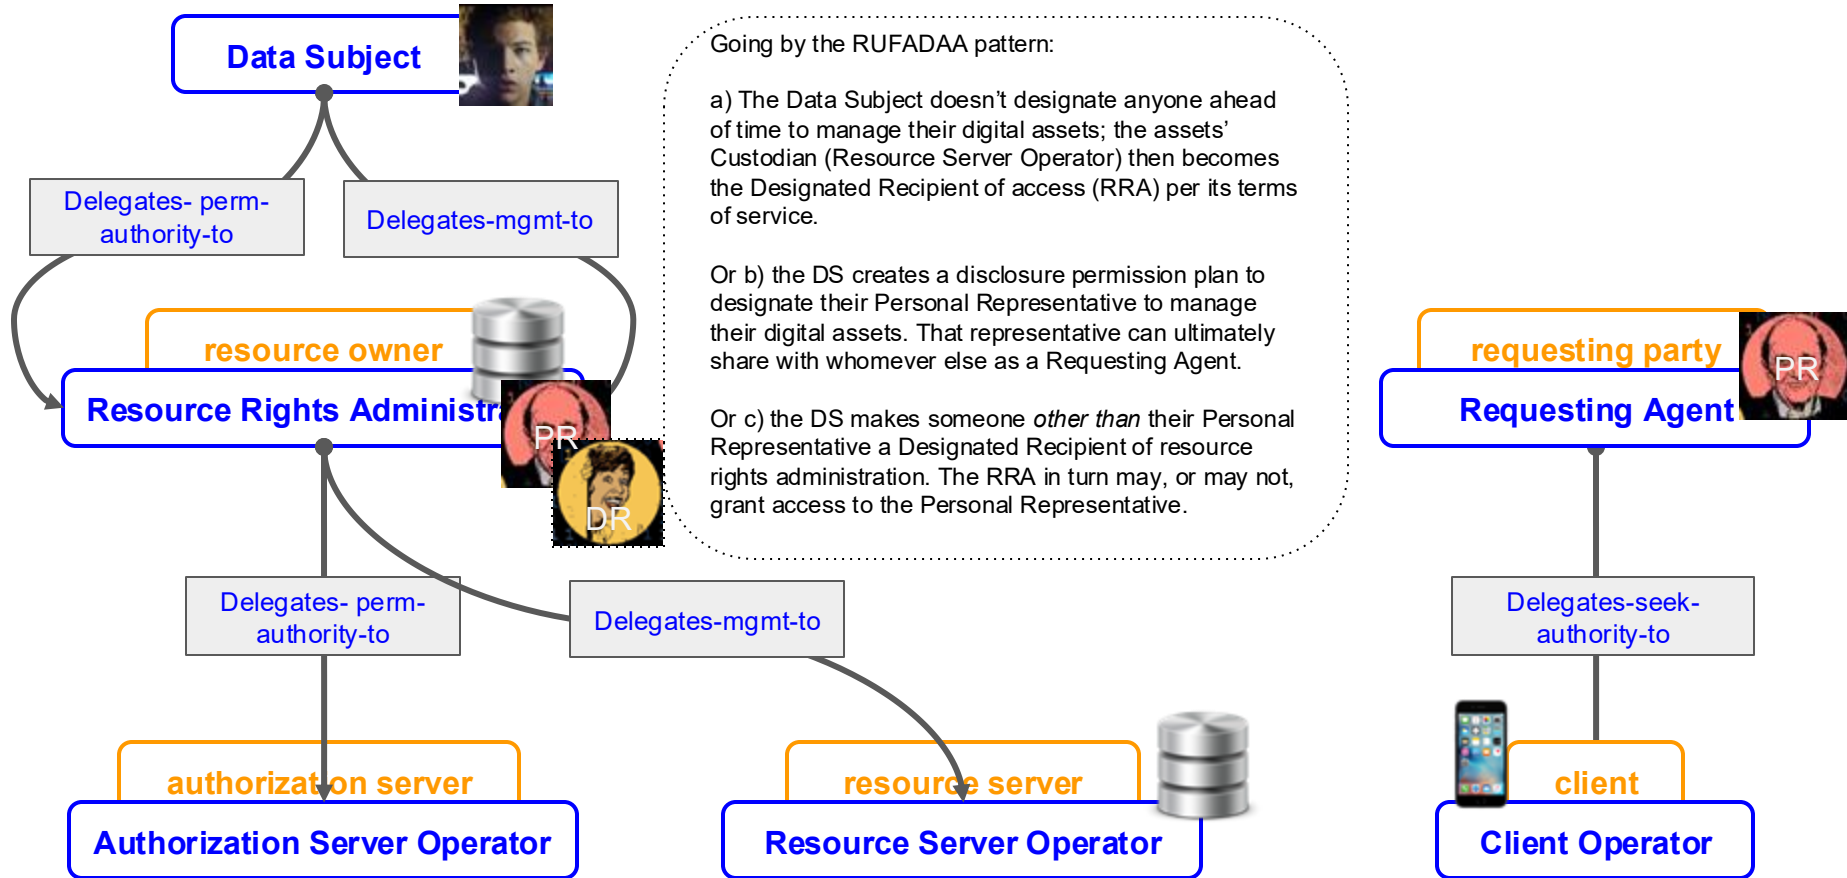 Data Subject
Going by the RUFADAA pattern:
a) The Data Subject doesn’t designate anyone ahead
of time to manage their digital assets; the assets’
Custodian (Resource Server Operator) then becomes
the Designated Recipient of access (RRA) per its terms
of service.
Or b) the DS creates a disclosure permission plan to
designate their Personal Representative to manage
their digital assets. That representative can ultimately
share with whomever else as a Requesting Agent.
Or c) the DS makes someone other than their Personal
Representative a Designated Recipient of resource
rights administration. The RRA in turn may, or may not,
grant access to the Personal Representative.
Delegates- perm-
authority-to
Delegates-mgmt-to
resource owner
Resource Rights Administra
PR
DR
requesting party
PR
Requesting Agent
Delegates- perm-
authority-to
Delegates-mgmt-to
Delegates-seek-
authority-to
authorization server
Authorization Server Operator
resource server
Resource Server Operator
client
Client Operator